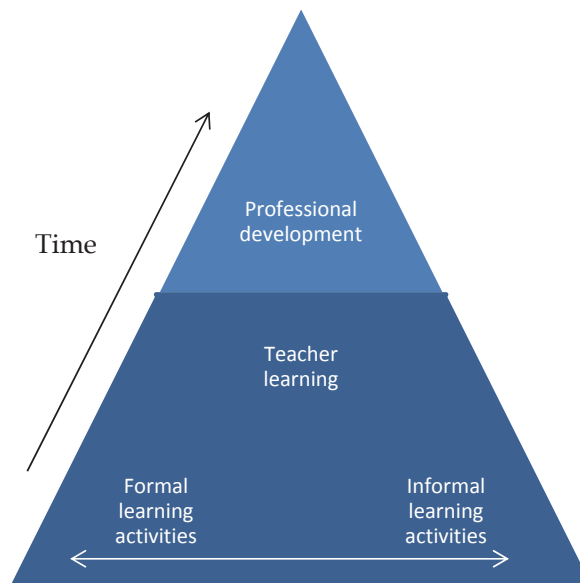 Professional
development
Time
Teacher
learning
Formal
learning
activities
Informal
learning
activities